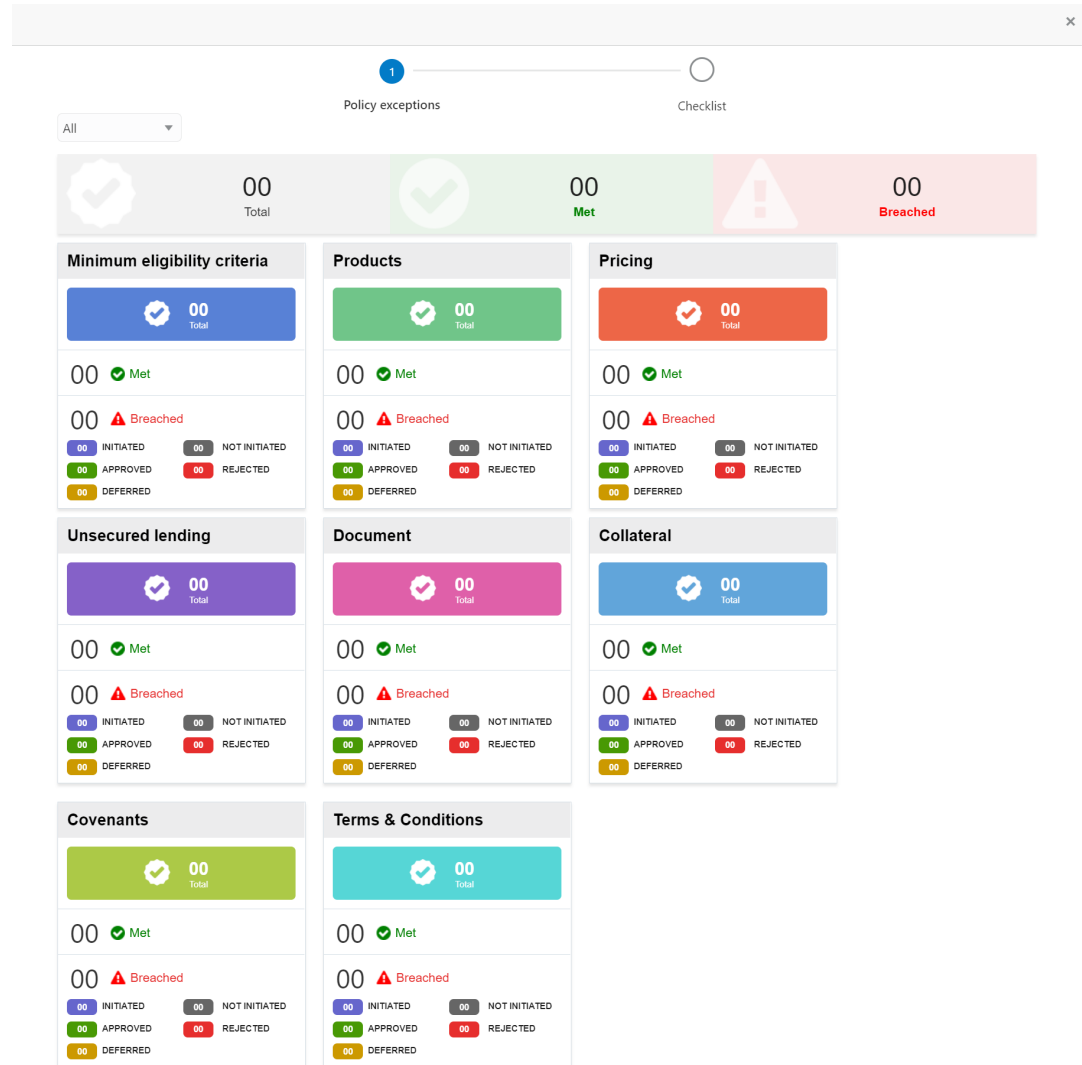 ×
1
Policy exceptions
Checklist
All
00
Total
00
Met
00
Breached
Minimum eligibility criteria
00
Total
00 Met
00 Breached
00 INITIATED 00 NOT INITIATED
00 APPROVED 00 REJECTED
00 DEFERRED
Products
00
Total
00 Met
00 Breached
00 INITIATED 00 NOT INITIATED
00 APPROVED 00 REJECTED
00 DEFERRED
Pricing
00
Total
00 Met
00 Breached
00 INITIATED 00 NOT INITIATED
00 APPROVED 00 REJECTED
00 DEFERRED
Unsecured lending
00
Total
00 Met
00 Breached
00 INITIATED 00 NOT INITIATED
00 APPROVED 00 REJECTED
00 DEFERRED
Document
00
Total
00 Met
00 Breached
00 INITIATED 00 NOT INITIATED
00 APPROVED 00 REJECTED
00 DEFERRED
Collateral
00
Total
00 Met
00 Breached
00 INITIATED 00 NOT INITIATED
00 APPROVED 00 REJECTED
00 DEFERRED
Covenants
00
Total
00 Met
00 Breached
00 INITIATED 00 NOT INITIATED
00 APPROVED 00 REJECTED
00 DEFERRED
Terms & Conditions
00
Total
00 Met
00 Breached
00 INITIATED 00 NOT INITIATED
00 APPROVED 00 REJECTED
00 DEFERRED